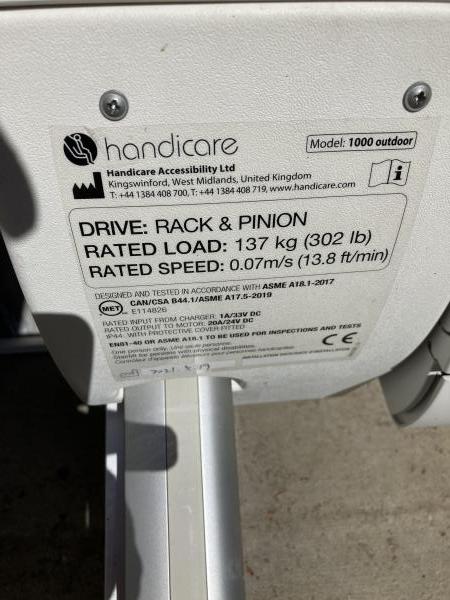 handicare
Model: 1000 outdoor
Handicare Accessibility Ltd
Kingswinford, West Midlands, United Kingdom
T: +44 1384 408 700, T: +44 1384 408 719, www.handicare.com
DRIVE: RACK & PINION
RATED LOAD: 137 kg (302 lb)
RATED SPEED: 0.07m/s (13.8 ft/min)
DESIGNED AND TESTED IN ACCORDANCE WITH ASME A18.1-2017
CAN/CSA B44.1/ASME A17.5-2019
MET
E114826
RATED INPUT FROM CHARGER: 1A/33V DC
RATED OUTPUT TO MOTOR: 20A/24V DC
IP44: WITH PROTECTIVE COVER FITTED
EN81-40 OR ASME A18.1 TO BE USED FOR INSPECTIONS AND TESTS
One person only.
CE